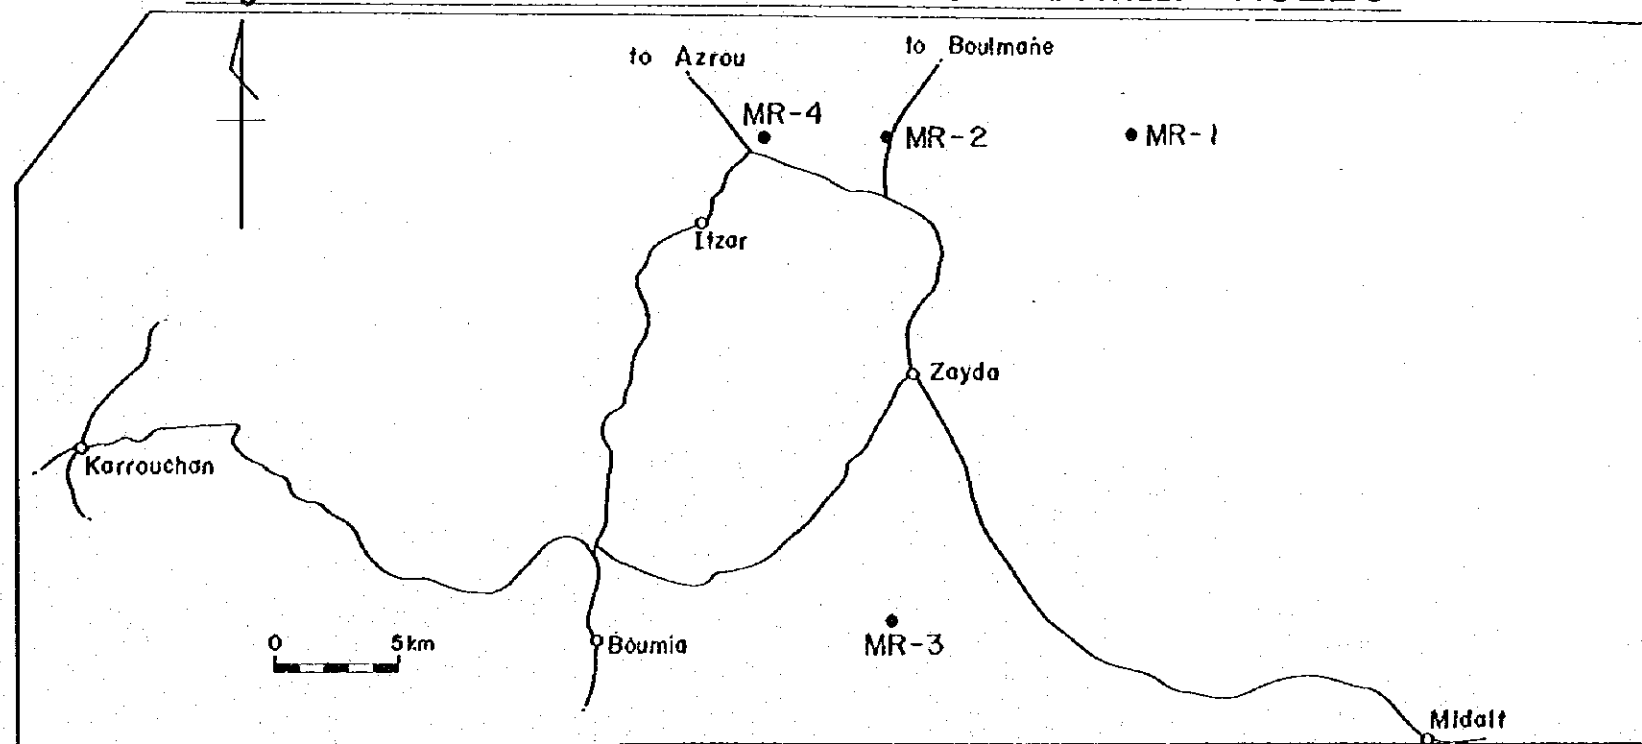 to Azrou
to Boulmane
MR-4
MR-2
MR-1
Itzar
Zayda
Karrouchan
0 5km
Boumia
MR-3
Midalt